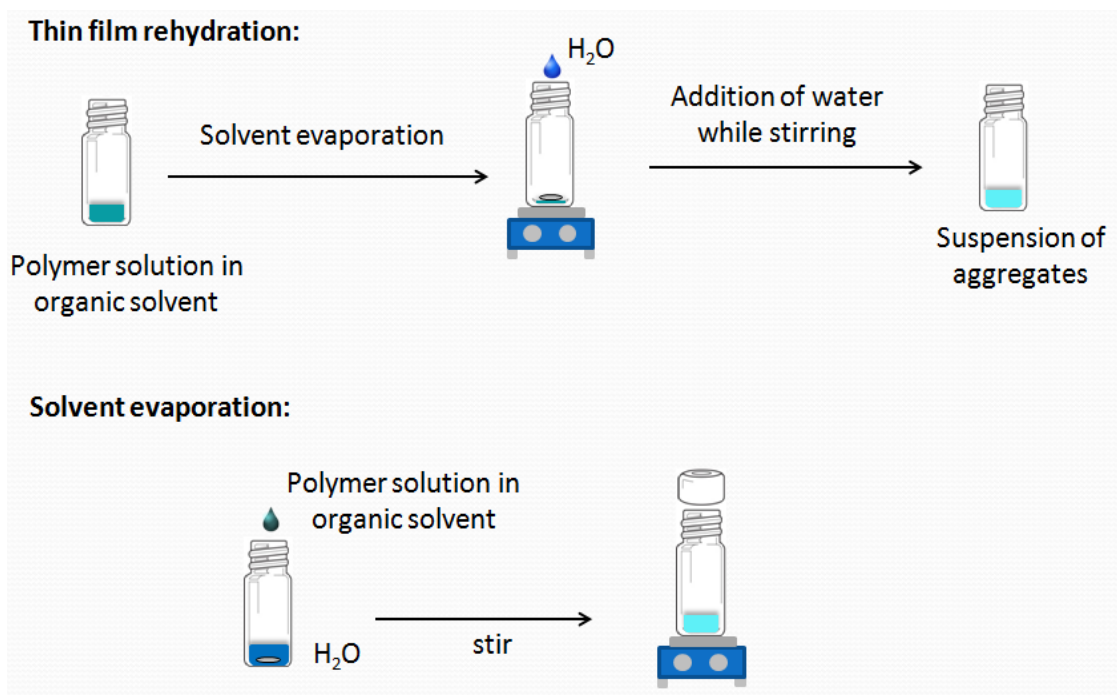 Thin film rehydration:
H₂O
Solvent evaporation
Addition of water
while stirring
Polymer solution in
organic solvent
Suspension of
aggregates
Solvent evaporation:
Polymer solution in
organic solvent
H₂O
stir